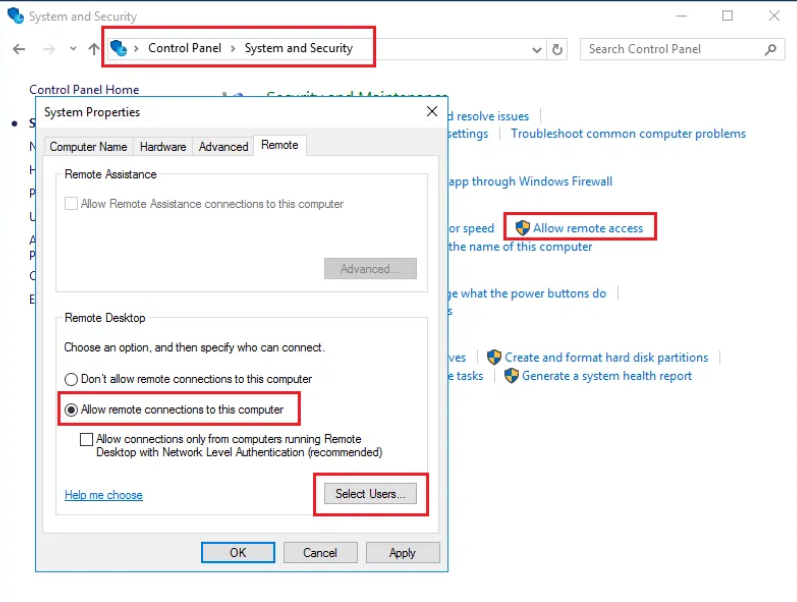 System and Security
Control Panel › System and Security
Search Control Panel
Control Panel Home
System Properties
Computer Name
Hardware
Advanced
Remote
Remote Assistance
Allow Remote Assistance connections to this computer
Advanced...
Remote Desktop
Choose an option, and then specify who can connect.
Don't allow remote connections to this computer
Allow remote connections to this computer
Allow connections only from computers running Remote
Desktop with Network Level Authentication (recommended)
Help me choose
Select Users...
OK
Cancel
Apply
resolve issues
settings
Troubleshoot common computer problems
app through Windows Firewall
or speed
Allow remote access
the name of this computer
what the power buttons do
Create and format hard disk partitions
tasks
Generate a system health report